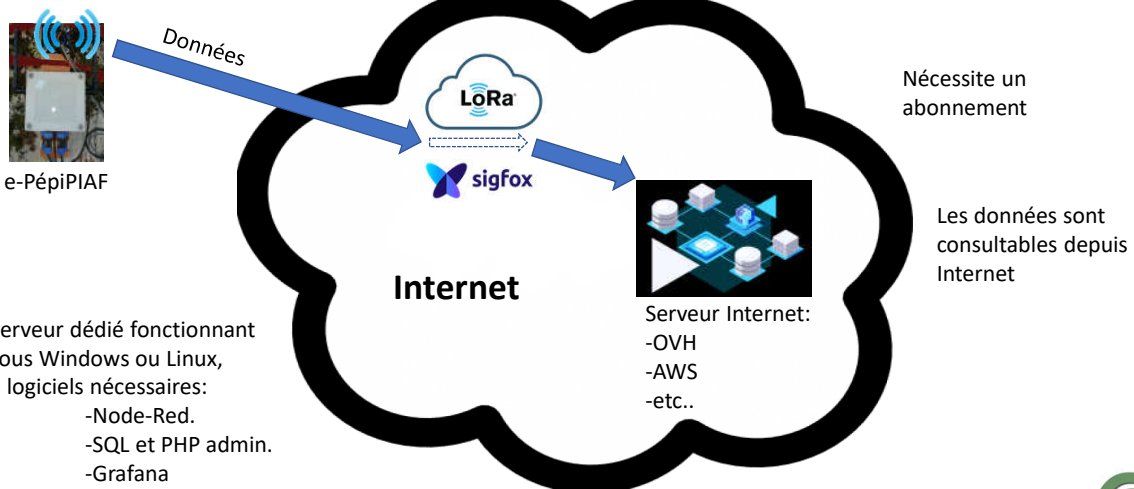 Données
LoRa
sigfox
Nécessite un
abonnement
e-PépiPIAF
Les données sont
consultables depuis
Internet
Internet
Serveur Internet:
-OVH
-AWS
-etc..
erveur dédié fonctionnant
ous Windows ou Linux,
logiciels nécessaires:
-Node-Red.
-SQL et PHP admin.
-Grafana